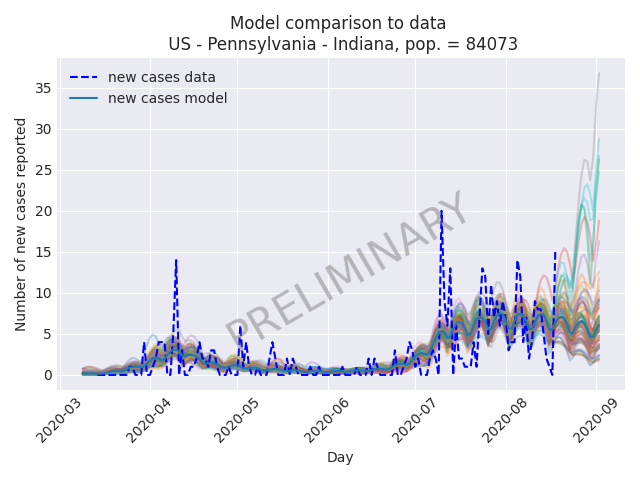 Model comparison to data
US - Pennsylvania - Indiana, pop. = 84073
new cases data
new cases model
Number of new cases reported
35
30
25
20
15
10
5
0
PRELIMINARY
2020-03
2020-04
2020-05
2020-06
2020-07
2020-08
2020-09
Day